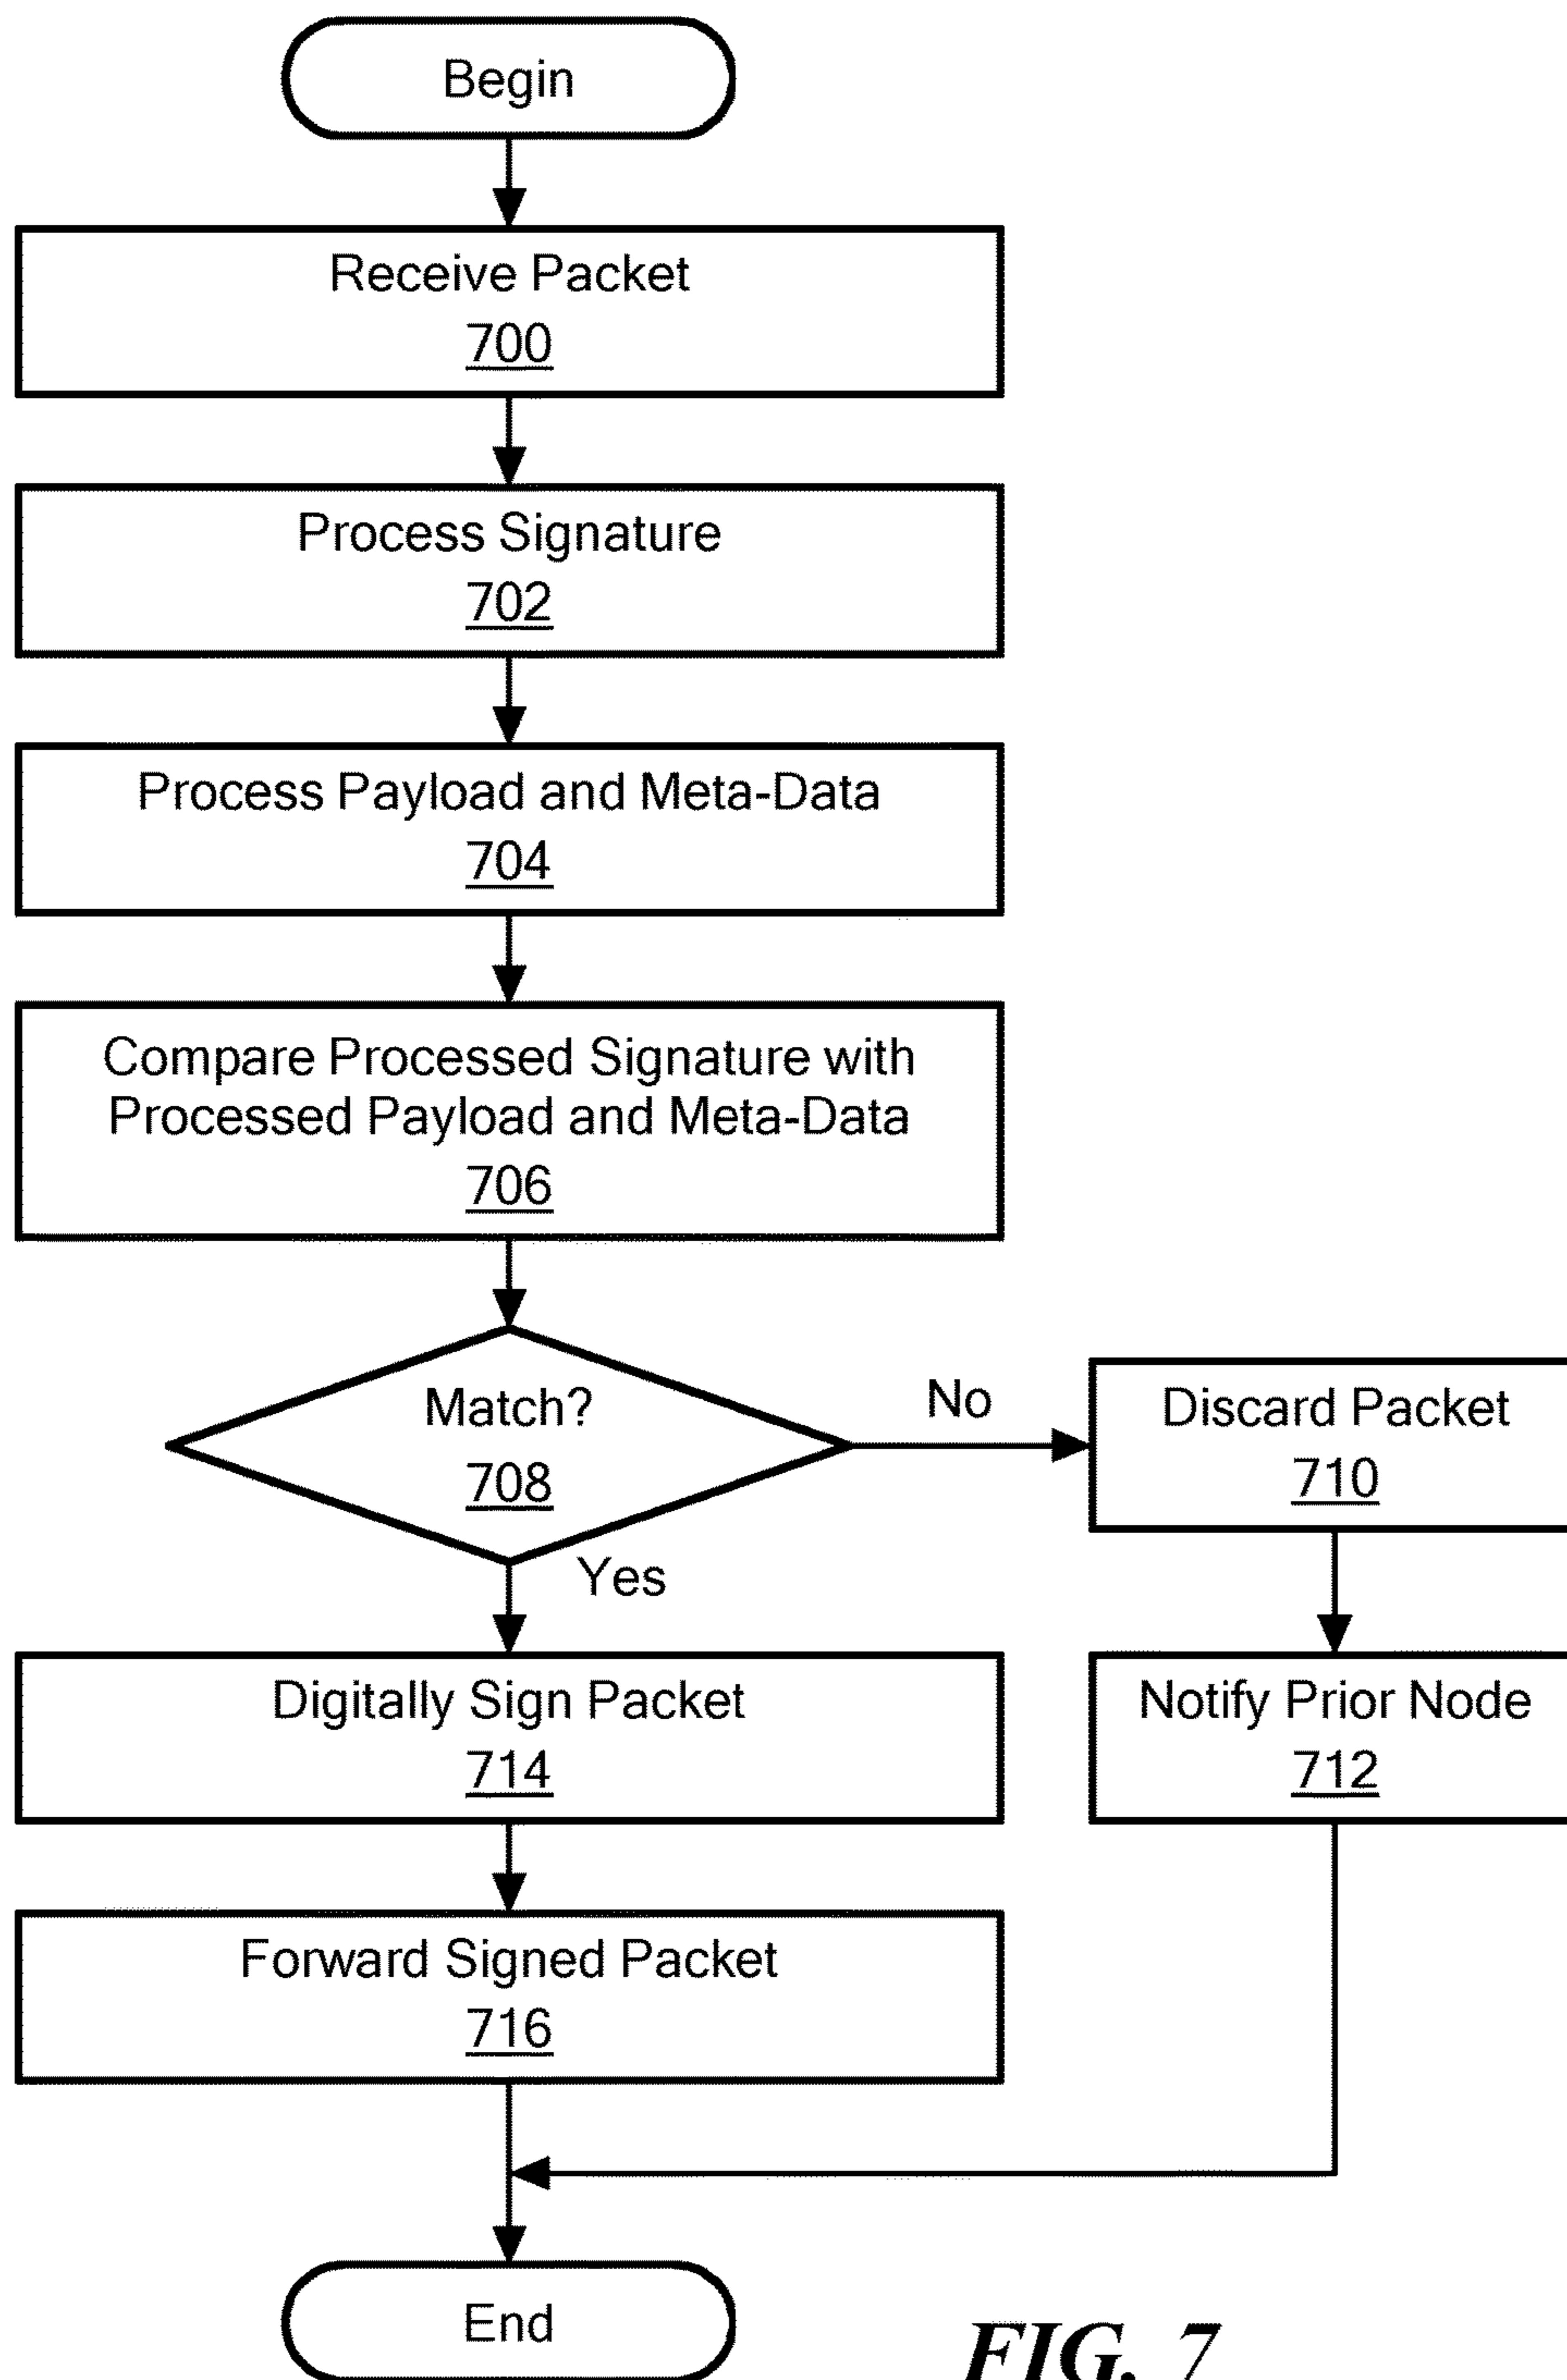 Begin
Receive Packet
700
Process Signature
702
Process Payload and Meta-Data
704
Compare Processed Signature with
Processed Payload and Meta-Data
706
Match?
708
No
Discard Packet
710
Yes
Notify Prior Node
712
Digitally Sign Packet
714
Forward Signed Packet
716
End
FIG. 7